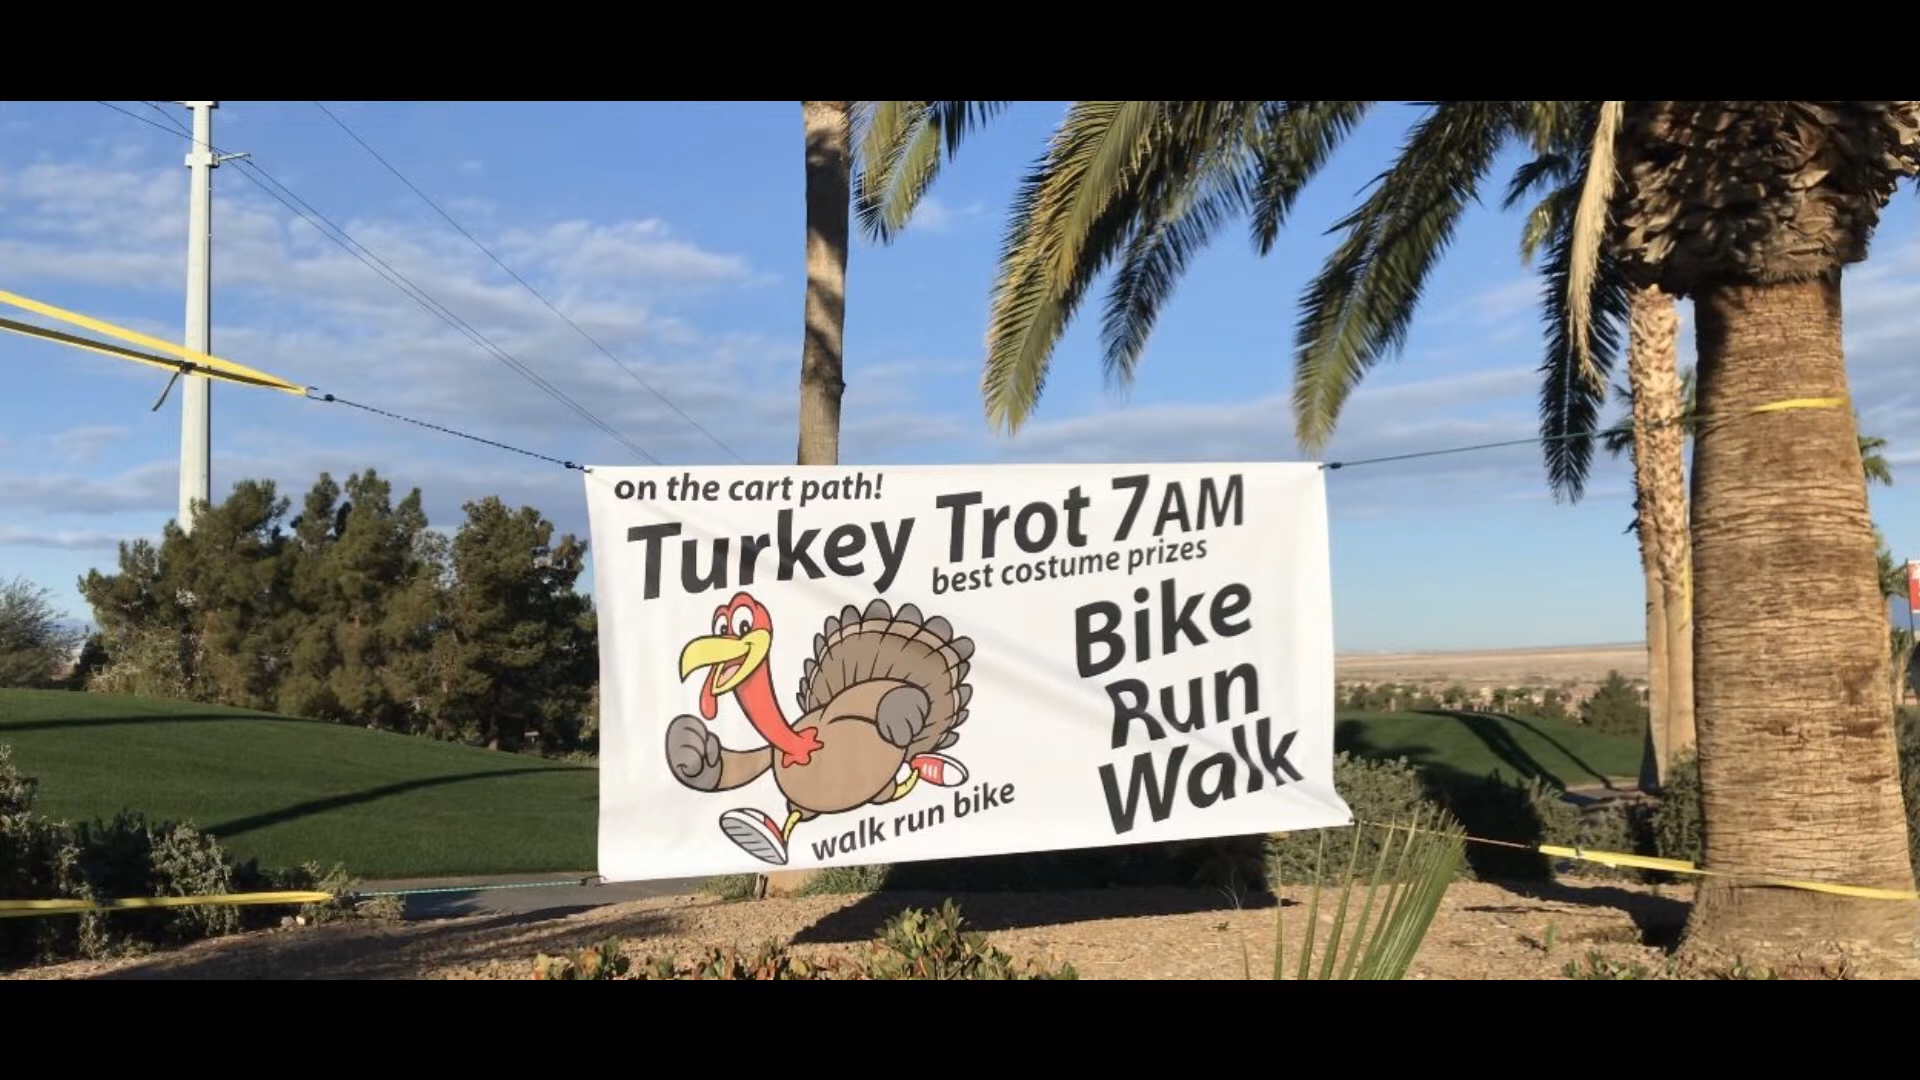 on the cart path!
Turkey Trot 7AM
best costume prizes
Bike
Run
Walk
walk run bike